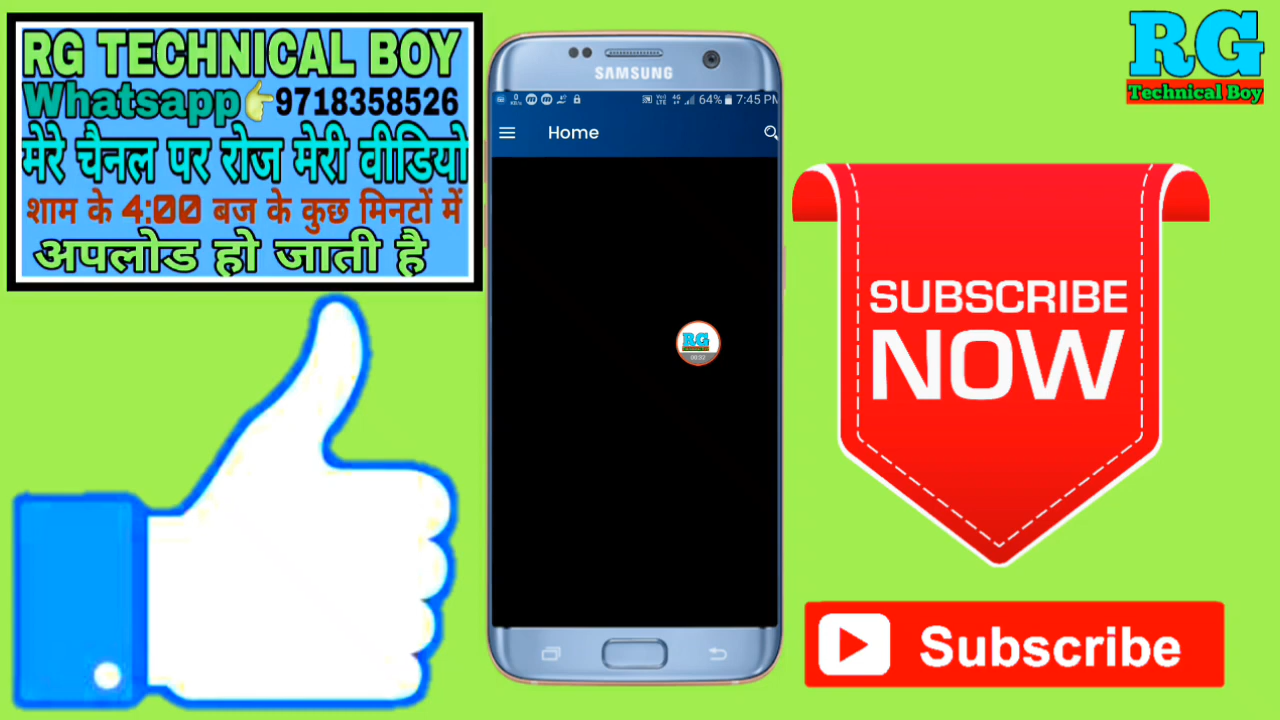 RG TECHNICAL BOY
Whatsapp👉9718358526
मेरे चैनल पर रोज मेरी वीडियो
शाम के 4:00 बज के कुछ मिनटों में
अपलोड हो जाती है
SAMSUNG
64% 7:45 PM
Home
RG
RG
Technical Boy
SUBSCRIBE
NOW
Subscribe